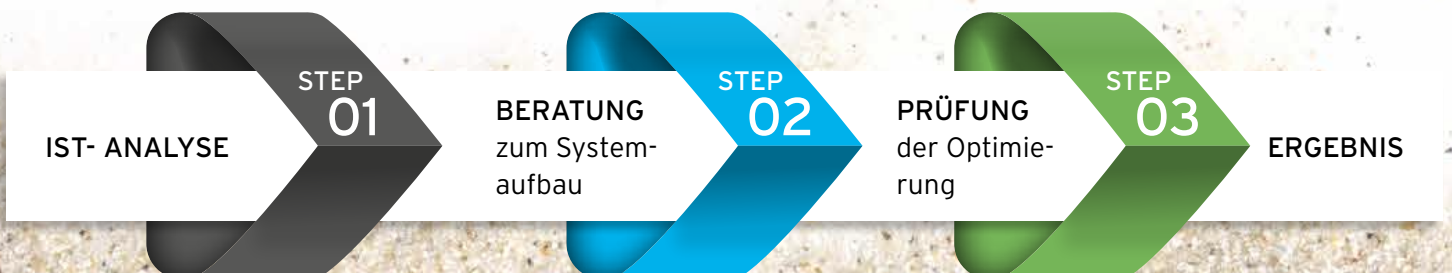 IST- ANALYSE
STEP
01
BERATUNG
zum System-
aufbau
STEP
02
PRÜFUNG
der Optimie-
rung
STEP
03
ERGEBNIS